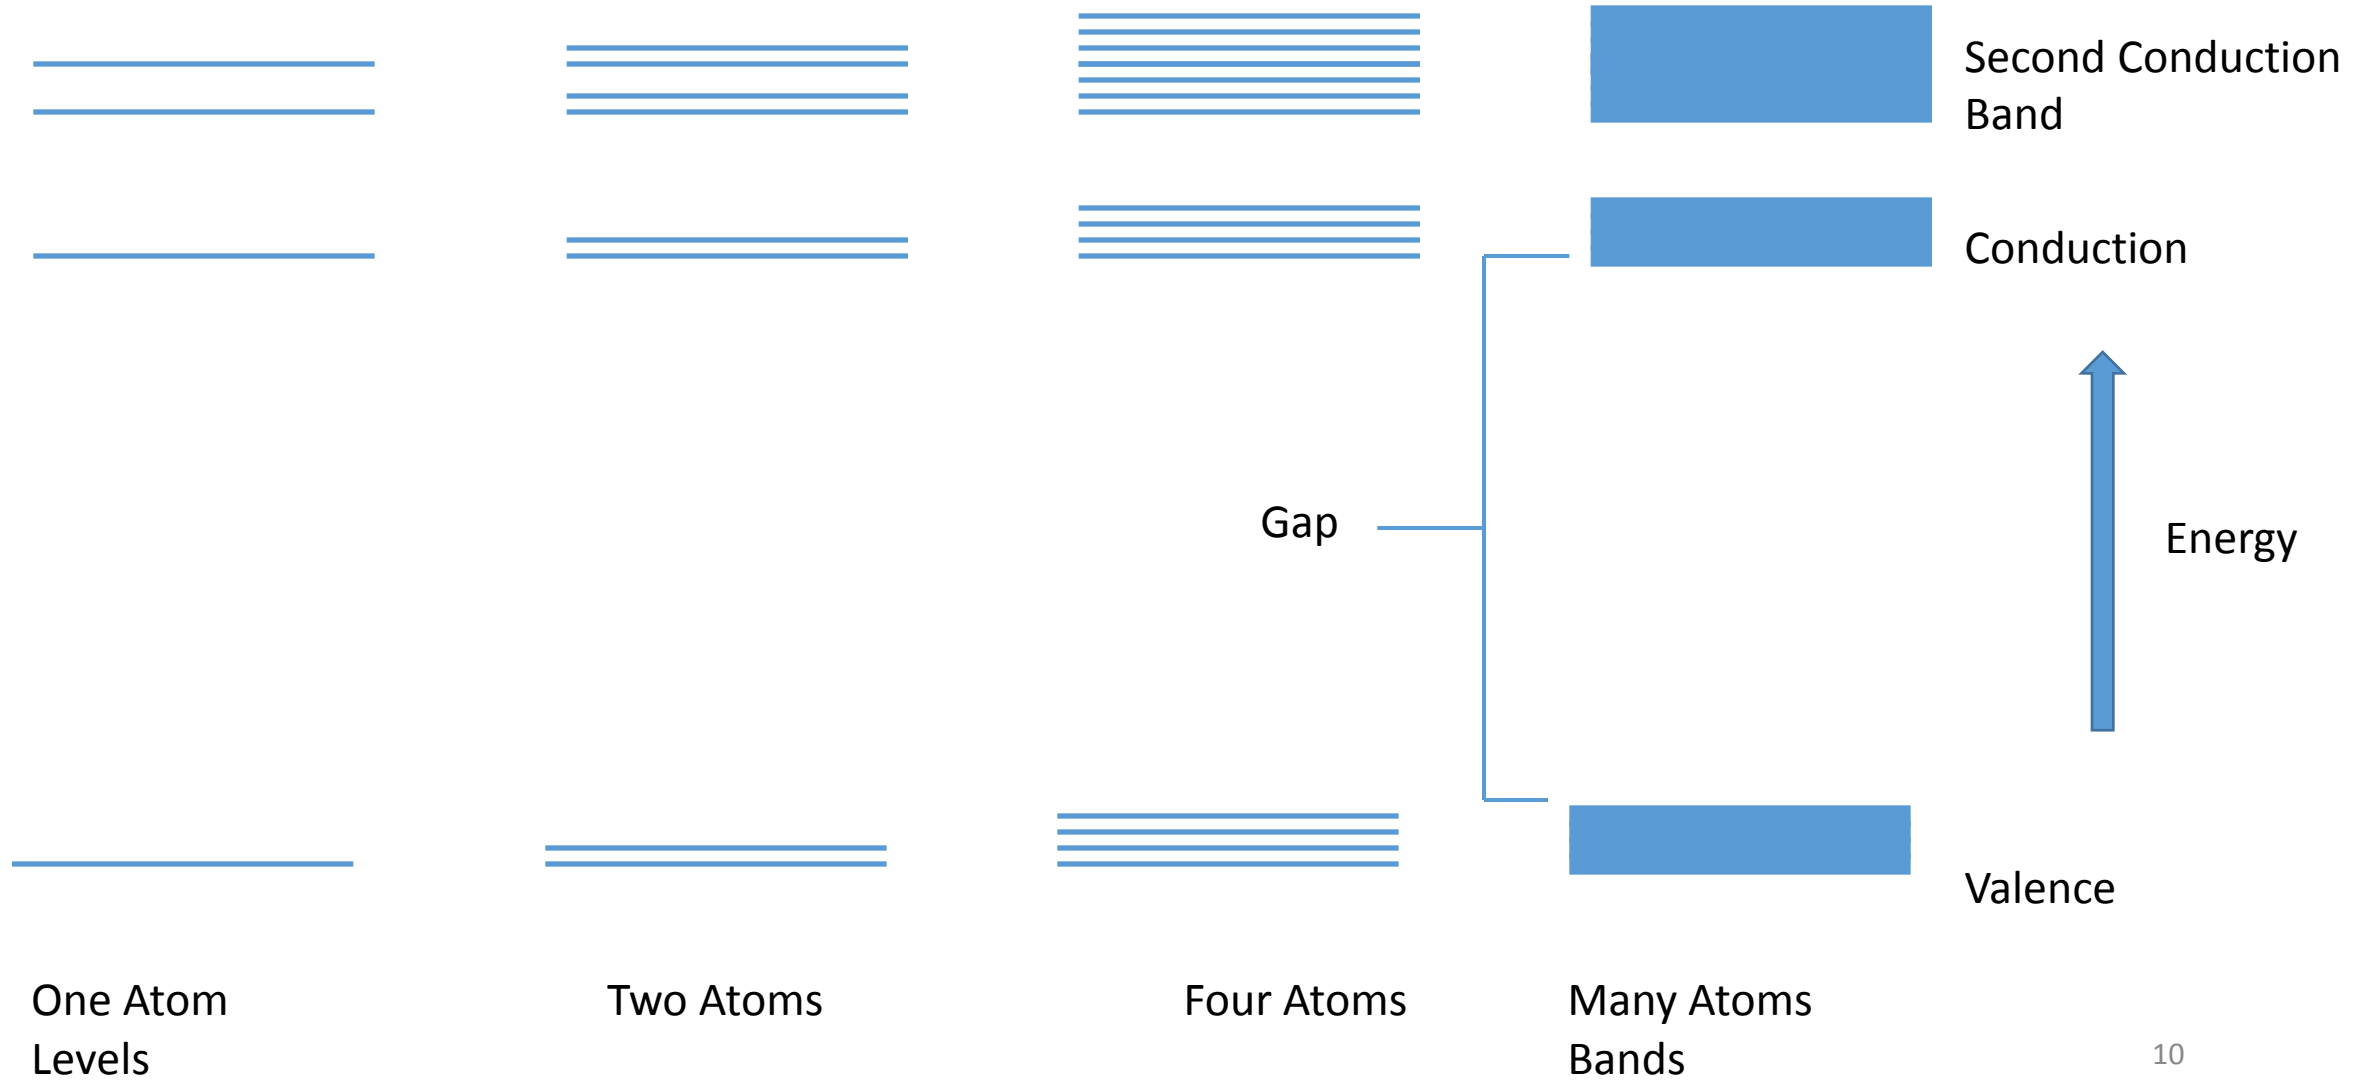 Second Conduction
Band
Conduction
Gap
Energy
Valence
One Atom
Levels
Two Atoms
Four Atoms
Many Atoms
Bands
10